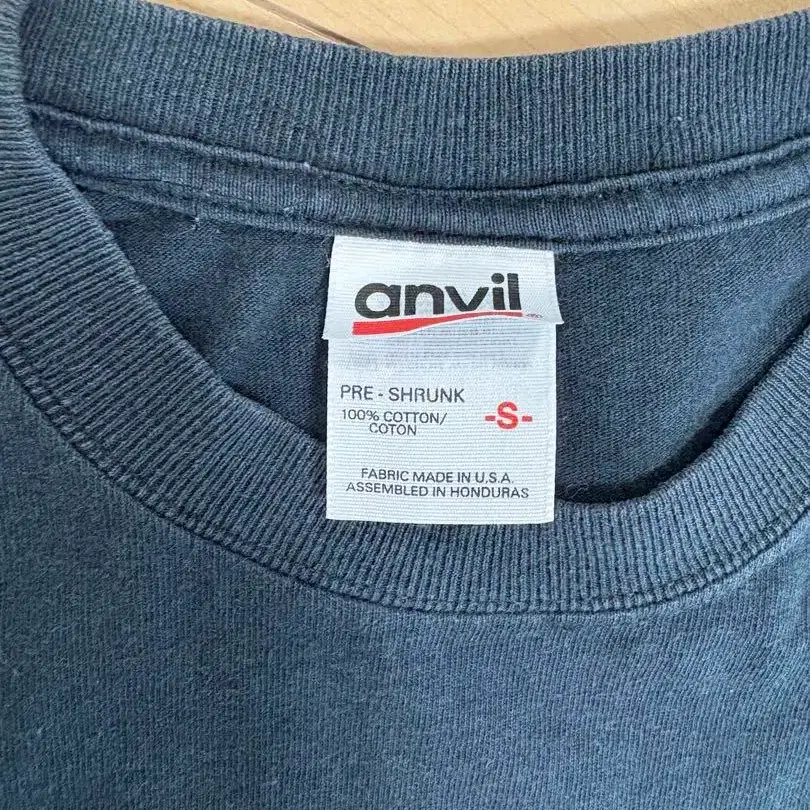 anvil
PRE - SHRUNK
100% COTTON/
COTON
-S-
FABRIC MADE IN U.S.A.
ASSEMBLED IN HONDURAS